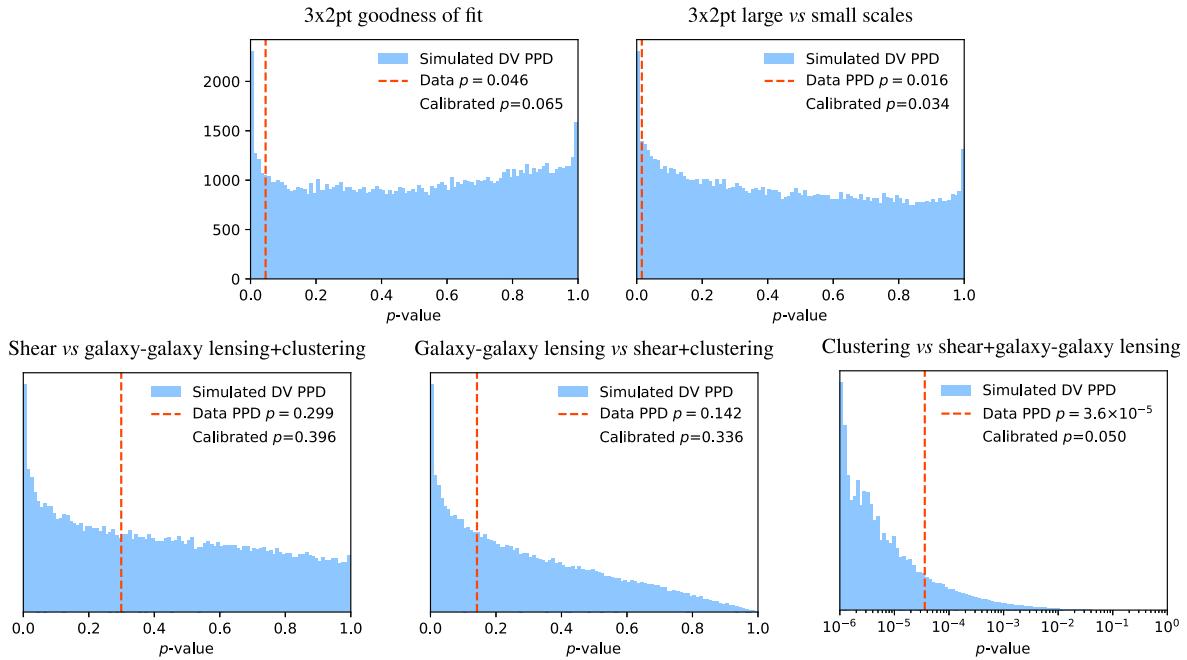 3x2pt goodness of fit
Simulated DV PPD
Data p = 0.046
Calibrated p=0.065
2000
1500
1000
500
0
0.0 0.2 0.4 0.6 0.8 1.0
p-value
3x2pt large vs small scales
Simulated DV PPD
Data PPD p = 0.016
Calibrated p=0.034
0.0 0.2 0.4 0.6 0.8 1.0
p-value
Shear vs galaxy-galaxy lensing+clustering
Simulated DV PPD
Data PPD p = 0.299
Calibrated p=0.396
0.0 0.2 0.4 0.6 0.8 1.0
p-value
Galaxy-galaxy lensing vs shear+clustering
Simulated DV PPD
Data PPD p = 0.142
Calibrated p=0.336
0.0 0.2 0.4 0.6 0.8 1.0
p-value
Clustering vs shear+galaxy-galaxy lensing
Simulated DV PPD
Data PPD p = 3.6×10⁻⁵
Calibrated p=0.050
10⁻⁶ 10⁻⁵ 10⁻⁴ 10⁻³ 10⁻² 10⁻¹ 10⁰
p-value